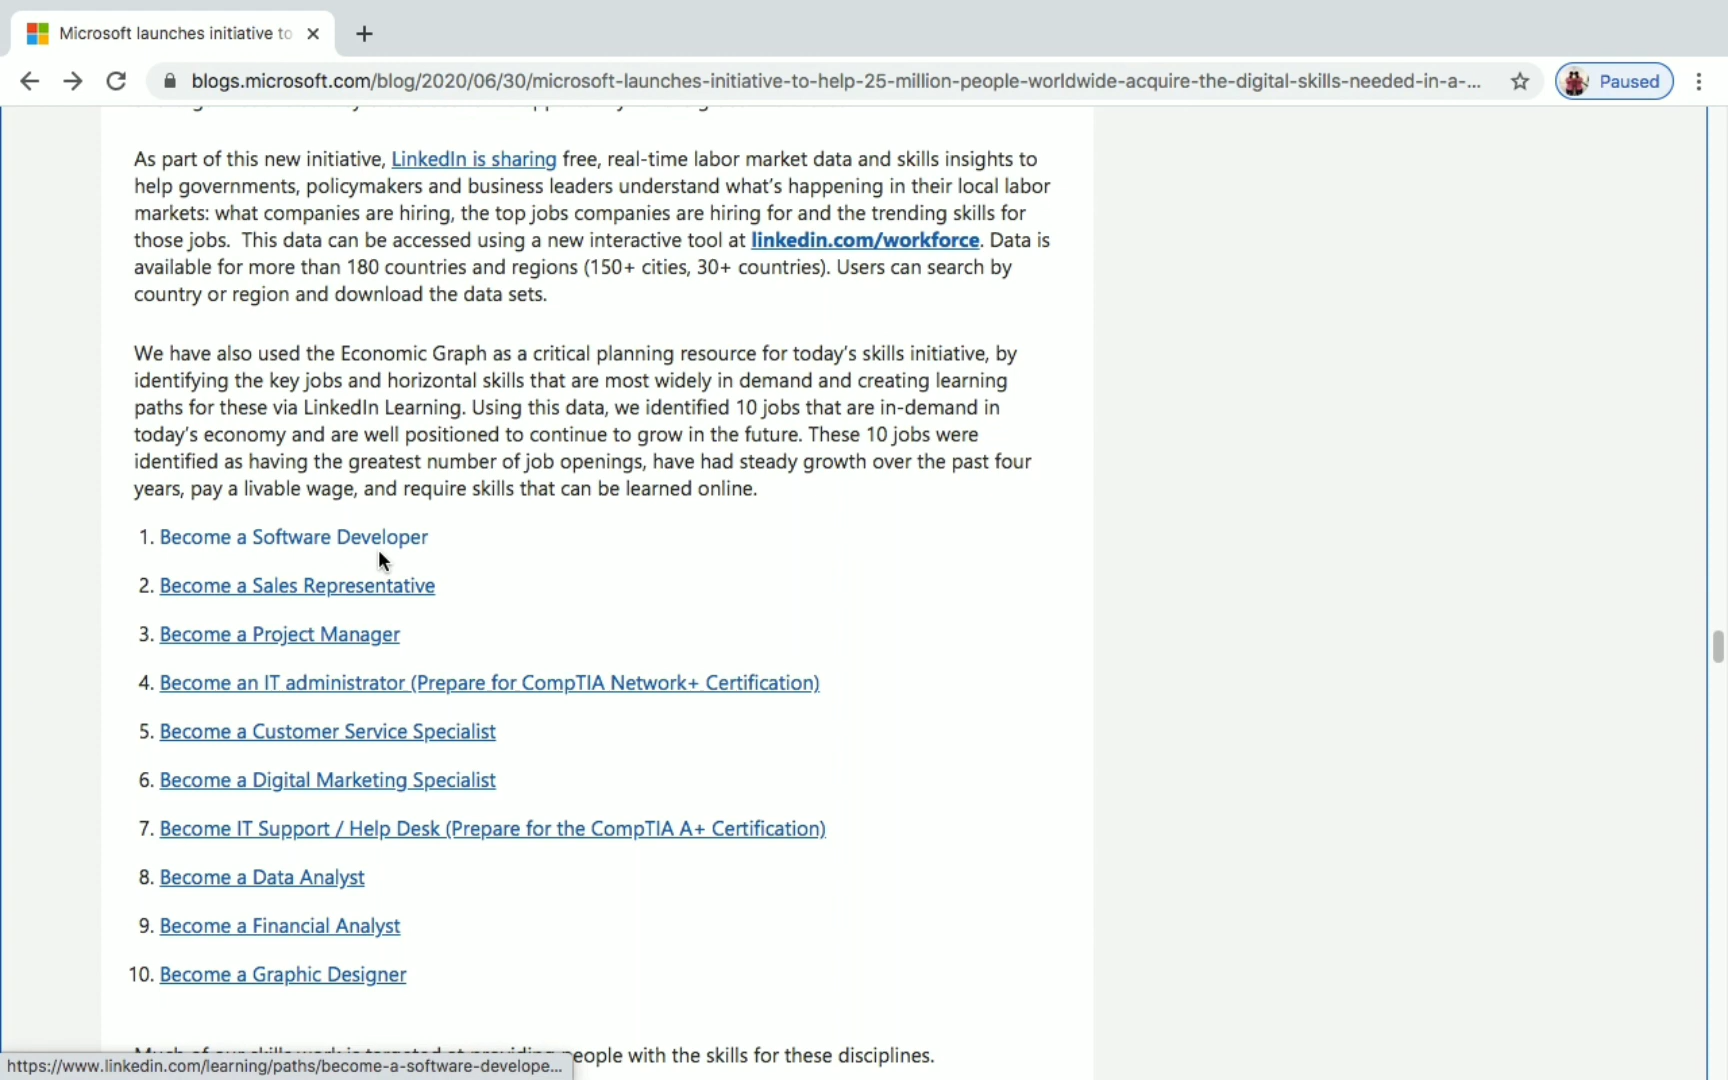 Microsoft launches initiative to
blogs.microsoft.com/blog/2020/06/30/microsoft-launches-initiative-to-help-25-million-people-worldwide-acquire-the-digital-skills-needed-in-a-...
Paused
As part of this new initiative, LinkedIn is sharing free, real-time labor market data and skills insights to
help governments, policymakers and business leaders understand what's happening in their local labor
markets: what companies are hiring, the top jobs companies are hiring for and the trending skills for
those jobs. This data can be accessed using a new interactive tool at linkedin.com/workforce. Data is
available for more than 180 countries and regions (150+ cities, 30+ countries). Users can search by
country or region and download the data sets.
We have also used the Economic Graph as a critical planning resource for today's skills initiative, by
identifying the key jobs and horizontal skills that are most widely in demand and creating learning
paths for these via LinkedIn Learning. Using this data, we identified 10 jobs that are in-demand in
today's economy and are well positioned to continue to grow in the future. These 10 jobs were
identified as having the greatest number of job openings, have had steady growth over the past four
years, pay a livable wage, and require skills that can be learned online.
1. Become a Software Developer
2. Become a Sales Representative
3. Become a Project Manager
4. Become an IT administrator (Prepare for CompTIA Network+ Certification)
5. Become a Customer Service Specialist
6. Become a Digital Marketing Specialist
7. Become IT Support / Help Desk (Prepare for the CompTIA A+ Certification)
8. Become a Data Analyst
9. Become a Financial Analyst
10. Become a Graphic Designer
people with the skills for these disciplines.
https://www.linkedin.com/learning/paths/become-a-software-develope...